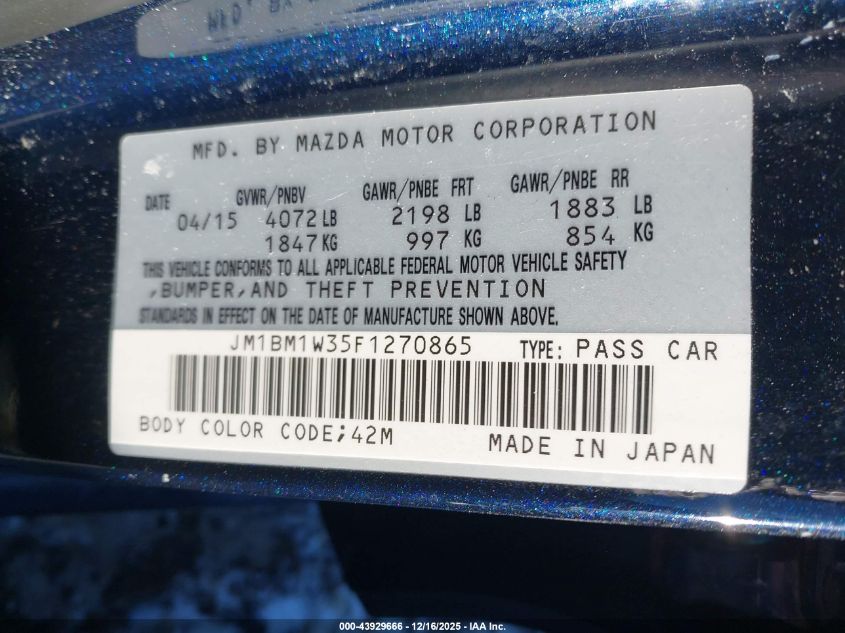 MFD. BY MAZDA MOTOR CORPORATION
DATE GVWR/PNBV GAWR/PNBE FRT GAWR/PNBE RR
04/15 4072 LB 2198 LB 1883 LB
1847 KG 997 KG 854 KG
THIS VEHICLE CONFORMS TO ALL APPLICABLE FEDERAL MOTOR VEHICLE SAFETY
,BUMPER,AND THEFT PREVENTION
STANDARDS IN EFFECT ON THE DATE OF MANUFACTURE SHOWN ABOVE.
JM1BM1W35F1270865 TYPE: PASS CAR
BODY COLOR CODE;42M MADE IN JAPAN
000-43929666 - 12/16/2025 - IAA Inc.